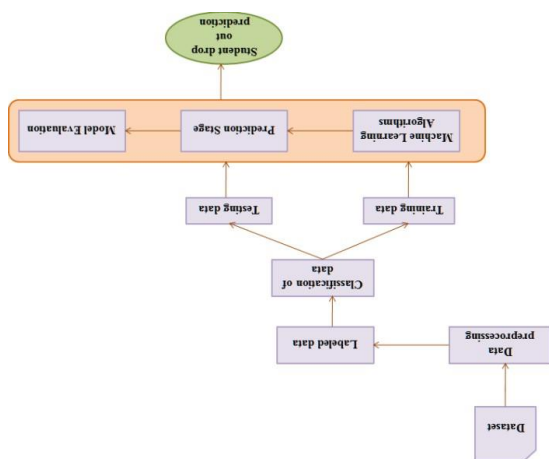 Dataset
Data
preprocessing
Labeled data
Classification of
data
Training data
Testing data
Machine Learning
Algorithms
Prediction Stage
Model Evaluation
Student drop
out
prediction